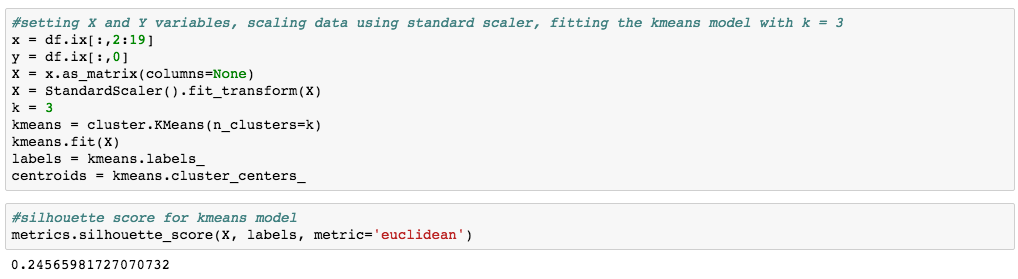 #setting X and Y variables, scaling data using standard scaler, fitting the kmeans model with k = 3
x = df.ix[:,2:19]
y = df.ix[:,0]
X = x.as_matrix(columns=None)
X = StandardScaler().fit_transform(X)
k = 3
kmeans = cluster.KMeans(n_clusters=k)
kmeans.fit(X)
labels = kmeans.labels_
centroids = kmeans.cluster_centers_
#silhouette score for kmeans model
metrics.silhouette_score(X, labels, metric='euclidean')
0.24565981727070732